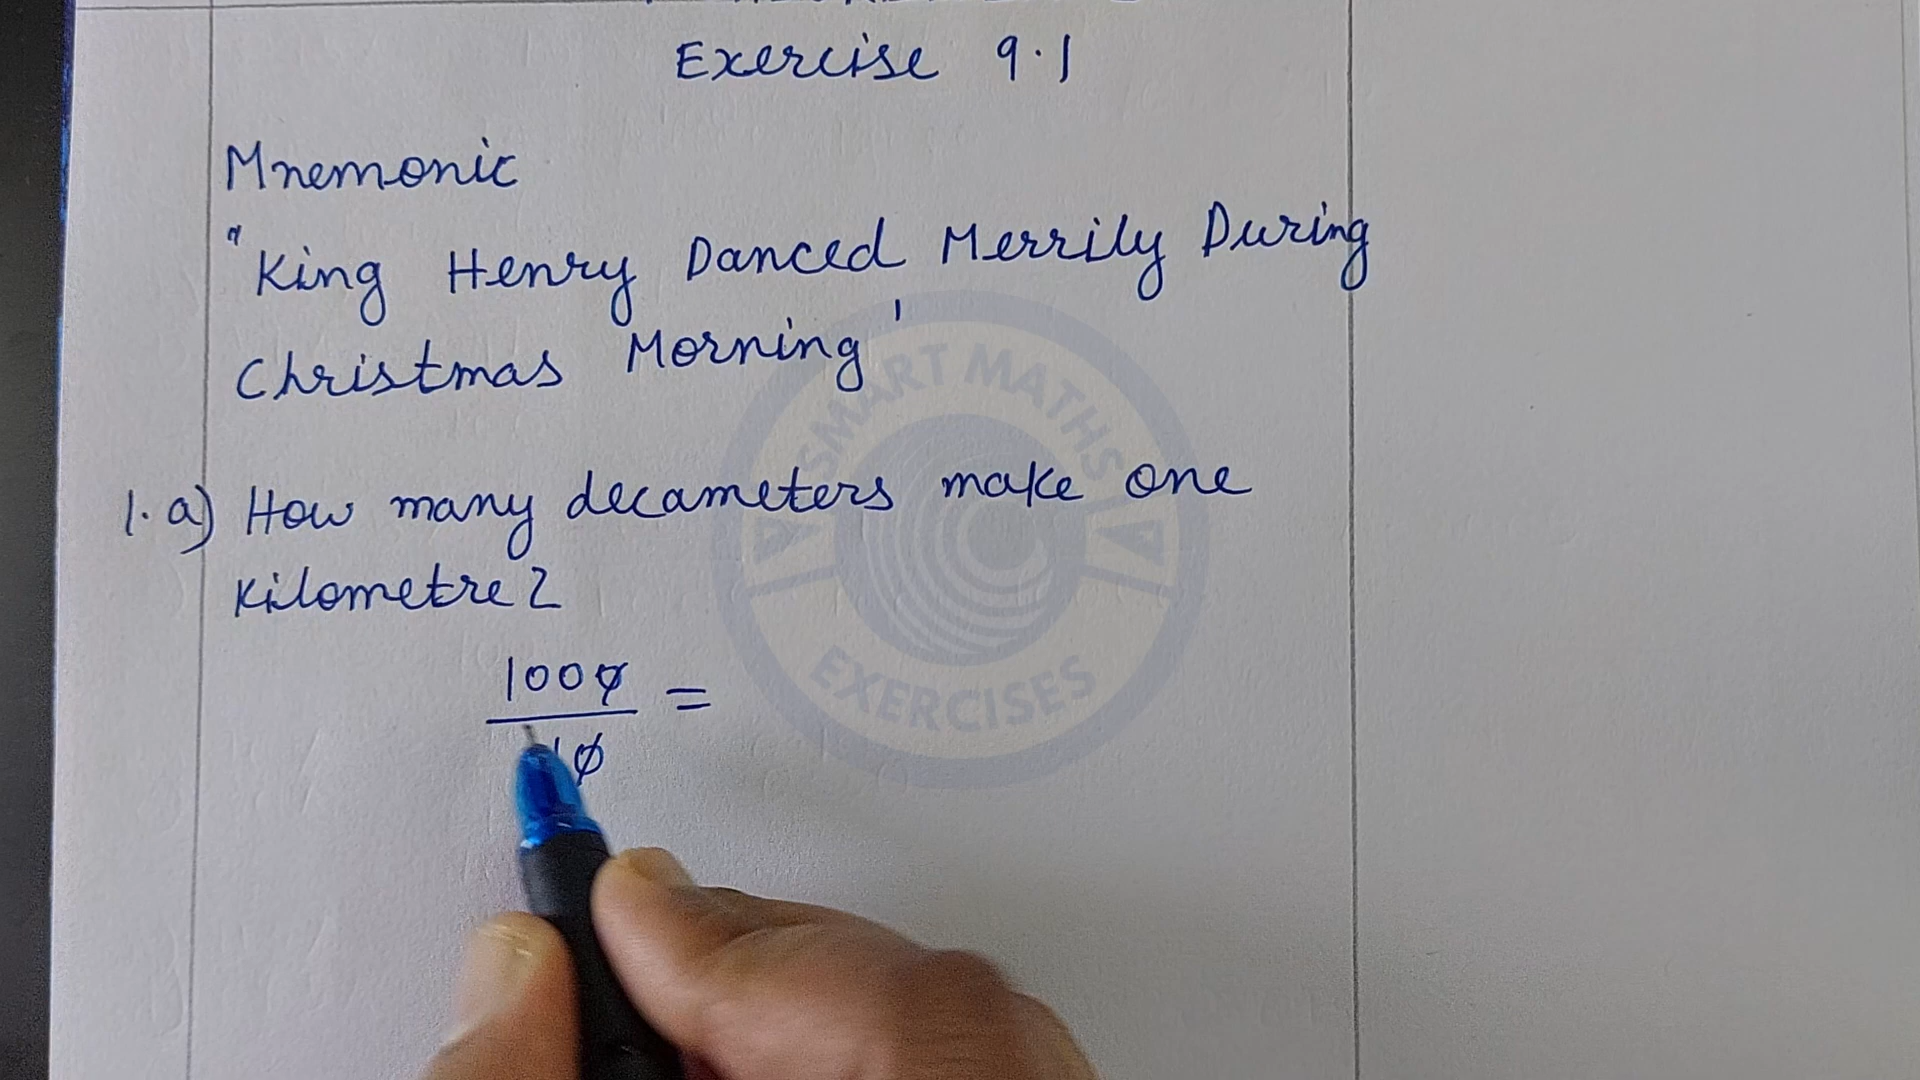 Exercise 9.1
Mnemonic
"King Henry Danced Merrily During
Christmas Morning'
1. a) How many decameters make one
kilometre?
1000
10
=
SMART MATHS
EXERCISES